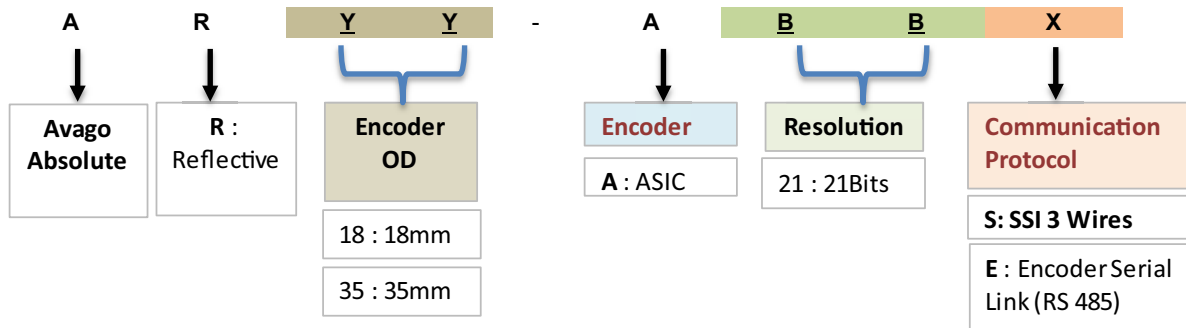 A R Y Y - A B B X
Avago
Absolute
R :
Reflective
Encoder
OD
18 : 18mm
35 : 35mm
Encoder
A : ASIC
Resolution
21 : 21Bits
Communication
Protocol
S: SSI 3 Wires
E : Encoder Serial
Link (RS 485)